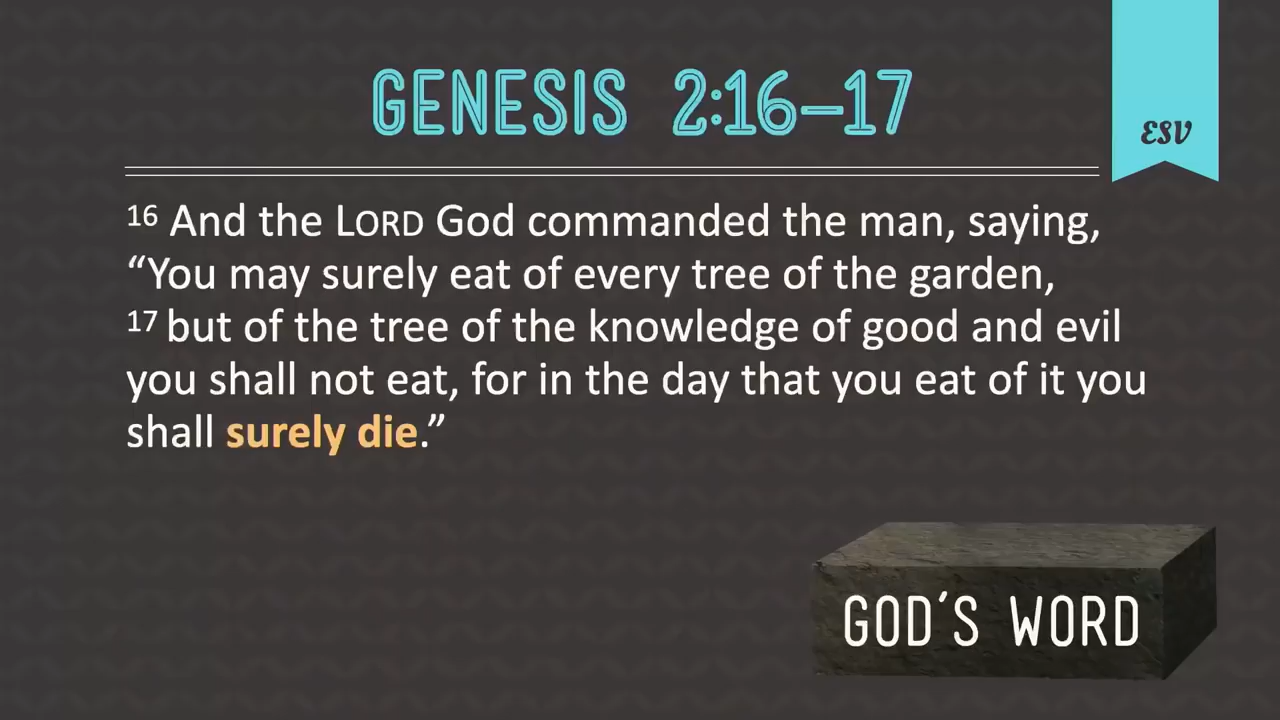 GENESIS 2:16–17
ESV
16 And the LORD God commanded the man, saying,
“You may surely eat of every tree of the garden,
17 but of the tree of the knowledge of good and evil
you shall not eat, for in the day that you eat of it you
shall surely die.”
GOD'S WORD